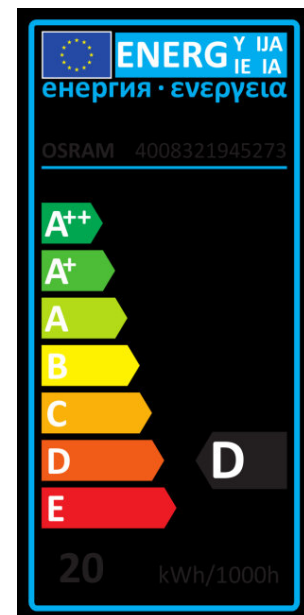 ENERG Y IJA
IE IA
енергия · ενεργεια
OSRAM 4008321945273
A++
A+
A
B
C
D D
E
20 kWh/1000h